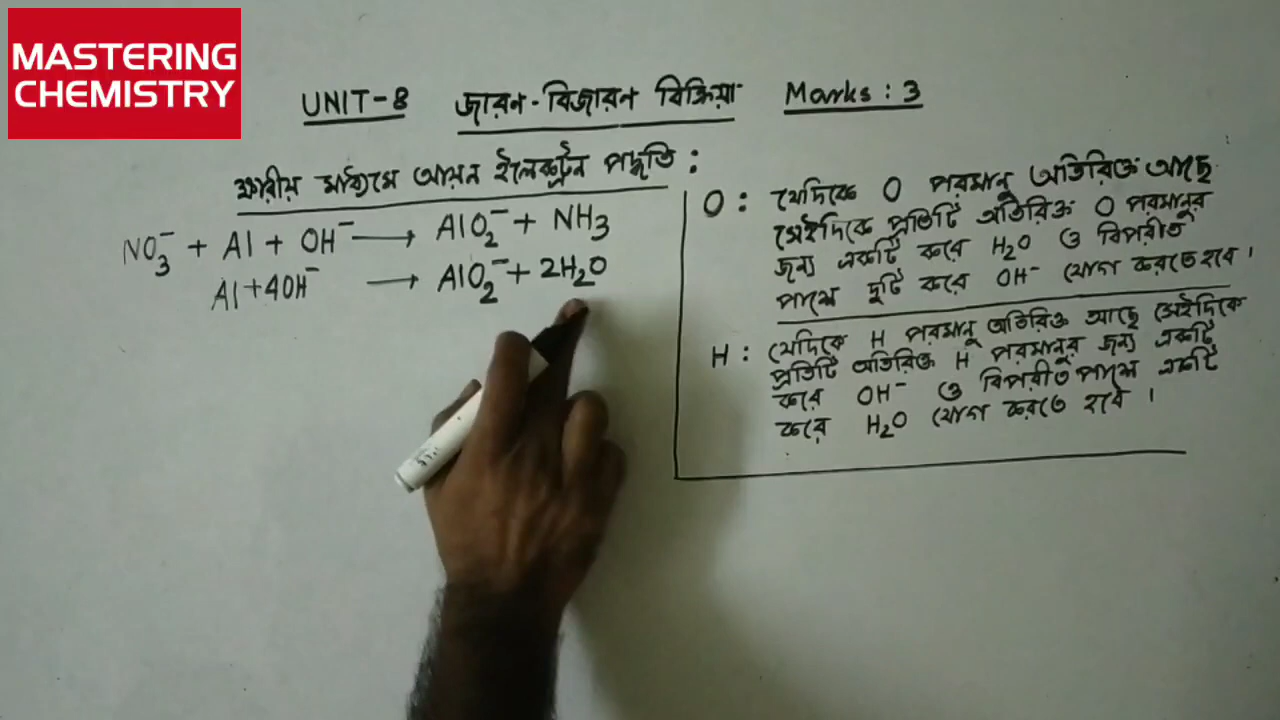 MASTERING
CHEMISTRY
UNIT-8 জারণ-বিজারণ বিক্রিয়া Marks : 3
ক্ষারীয় মাধ্যমে আয়ন ইলেকট্রন পদ্ধতি :
NO₃⁻ + Al + OH⁻ ⟶ AlO₂⁻ + NH₃
Al+4OH⁻ ⟶ AlO₂⁻ + 2H₂O
O : যেদিকে O পরমানু অতিরিক্ত আছে
সেইদিকে প্রতিটি অতিরিক্ত O পরমানুর
জন্য একটি করে H₂O ও বিপরীত
পাশে দুটি করে OH⁻ যোগ করতে হবে।
H : যেদিকে H পরমানু অতিরিক্ত আছে সেইদিকে
প্রতিটি অতিরিক্ত H পরমানুর জন্য একটি
করে OH⁻ ও বিপরীত পাশে একটি
করে H₂O যোগ করতে হবে।